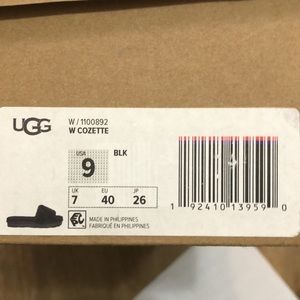 UGG
W / 1100892
W COZETTE
USA
9
BLK
UK EU JP
7 40 26
MADE IN PHILIPPINES
FABRIQUÉ EN PHILIPPINES
1 92410 13959 0